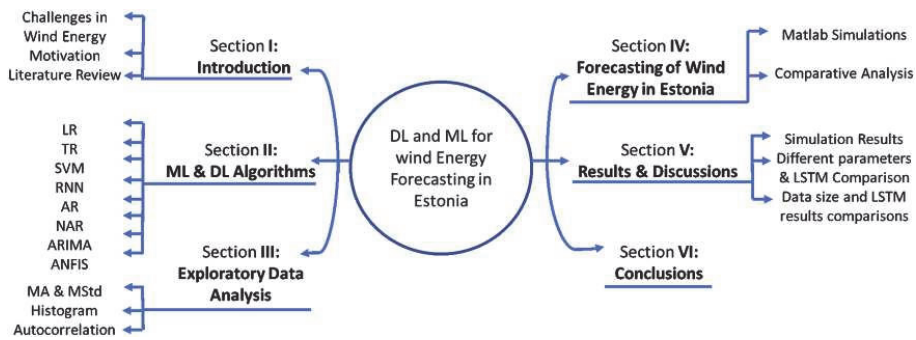 Challenges in
Wind Energy
Motivation
Literature Review
Section I:
Introduction
LR
TR
SVM
RNN
AR
NAR
ARIMA
ANFIS
Section II:
ML & DL Algorithms
MA & MStd
Histogram
Autocorrelation
Section III:
Exploratory Data
Analysis
DL and ML for
wind Energy
Forecasting in
Estonia
Section IV:
Forecasting of Wind
Energy in Estonia
Matlab Simulations
Comparative Analysis
Section V:
Results & Discussions
Simulation Results
Different parameters
& LSTM Comparison
Data size and LSTM
results comparisons
Section VI:
Conclusions